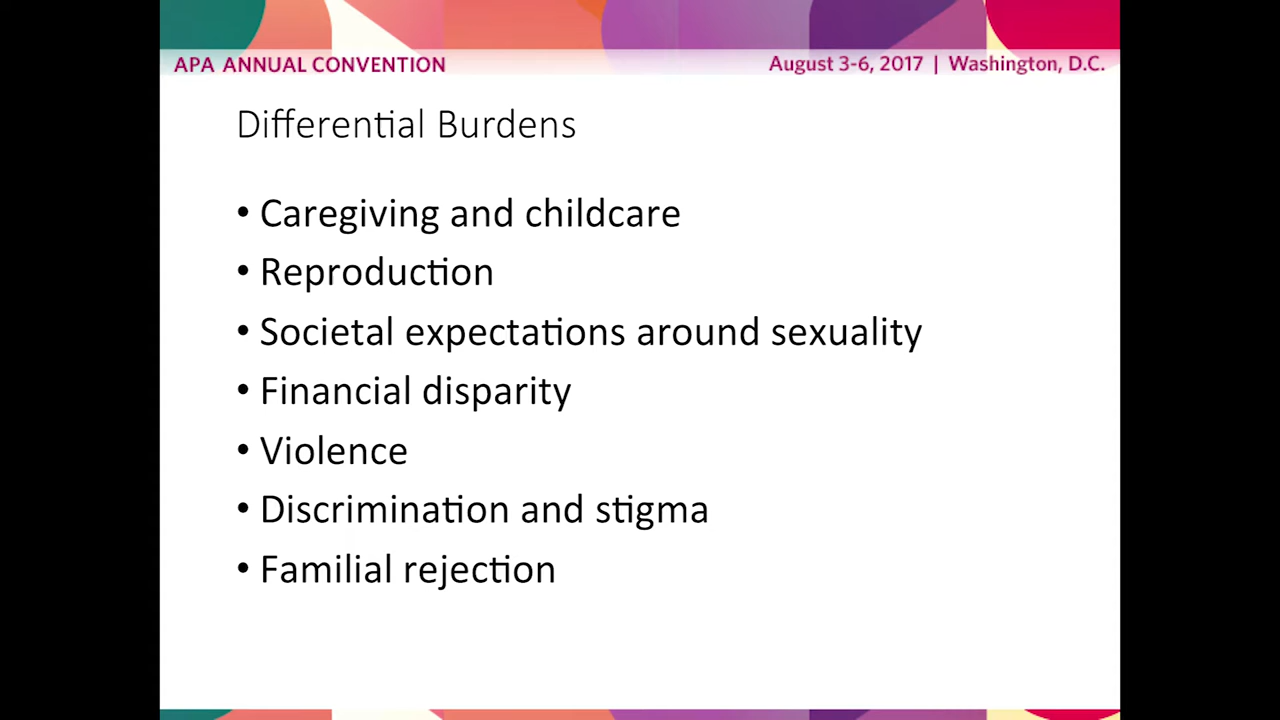 APA ANNUAL CONVENTION August 3-6, 2017 | Washington, D.C.
Differential Burdens
• Caregiving and childcare
• Reproduction
• Societal expectations around sexuality
• Financial disparity
• Violence
• Discrimination and stigma
• Familial rejection